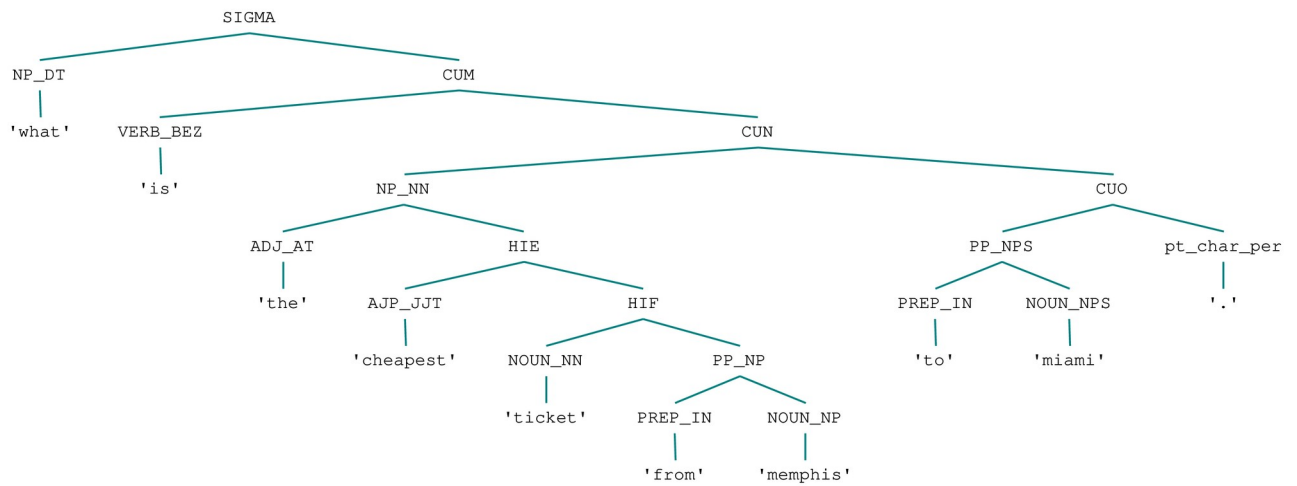 SIGMA
NP_DT CUM
'what' VERB_BEZ CUN
'is' NP_NN CUO
ADJ_AT HIE PP_NPS pt_char_per
'the' AJP_JJT HIF PREP_IN NOUN_NPS '.'
'cheapest' NOUN_NN PP_NP 'to' 'miami'
'ticket' PREP_IN NOUN_NP
'from' 'memphis'